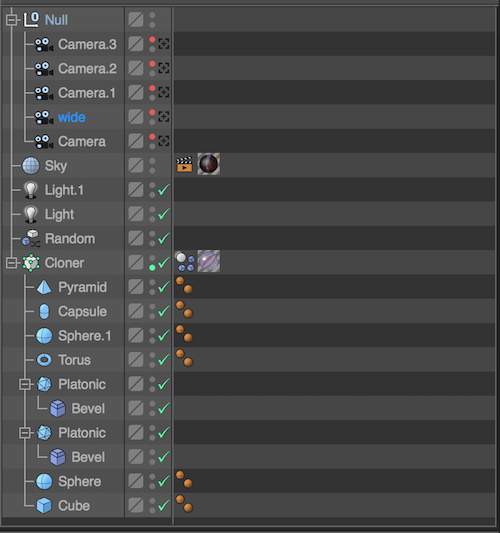 Null
Camera.3
Camera.2
Camera.1
wide
Camera
Sky
Light.1
Light
Random
Cloner
Pyramid
Capsule
Sphere.1
Torus
Platonic
Bevel
Platonic
Bevel
Sphere
Cube